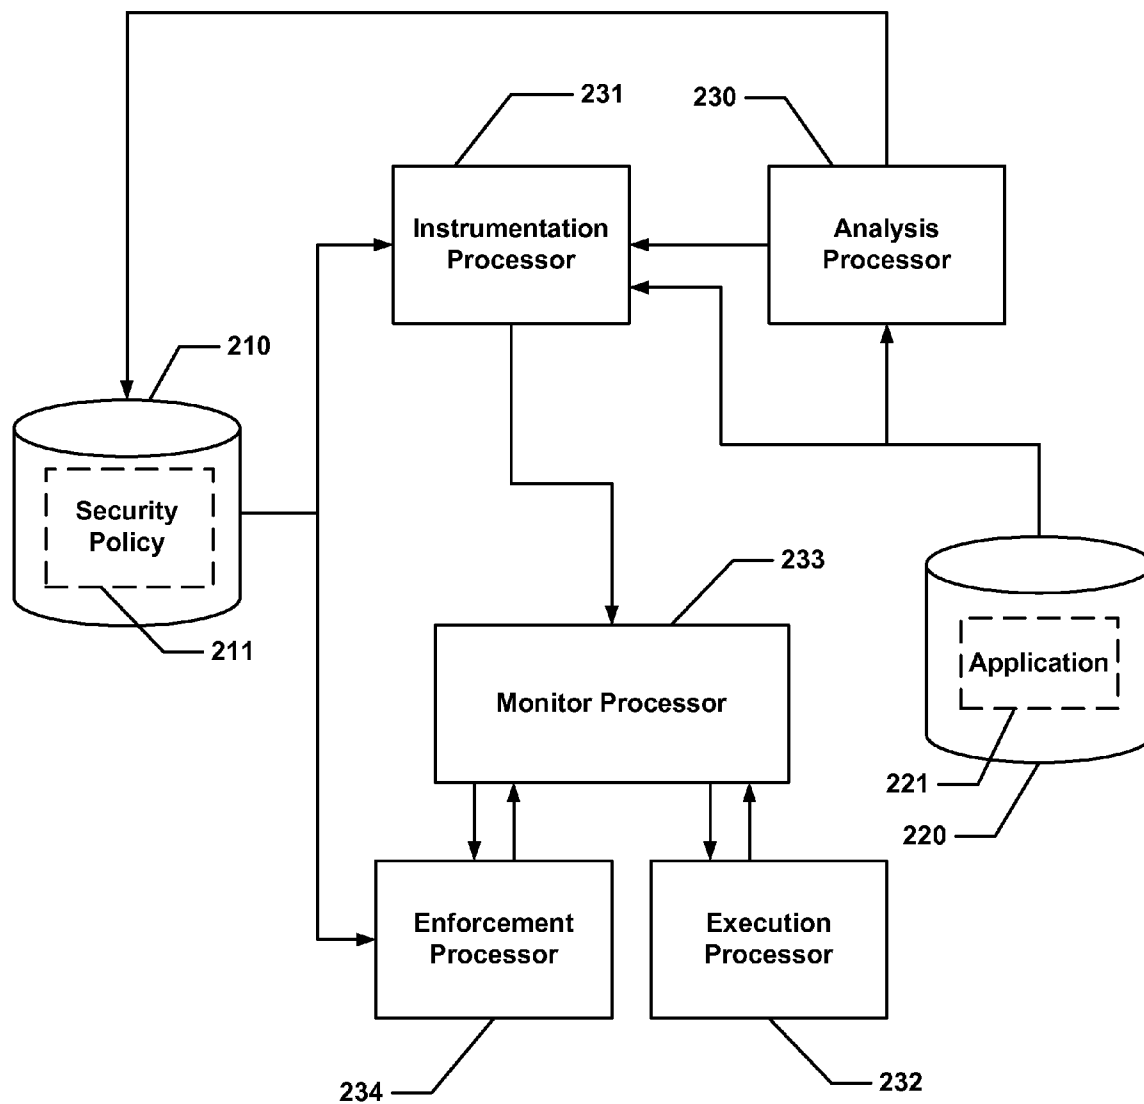 231
230
Instrumentation
Processor
Analysis
Processor
210
Security
Policy
211
233
Monitor Processor
Application
221
220
Enforcement
Processor
Execution
Processor
234
232